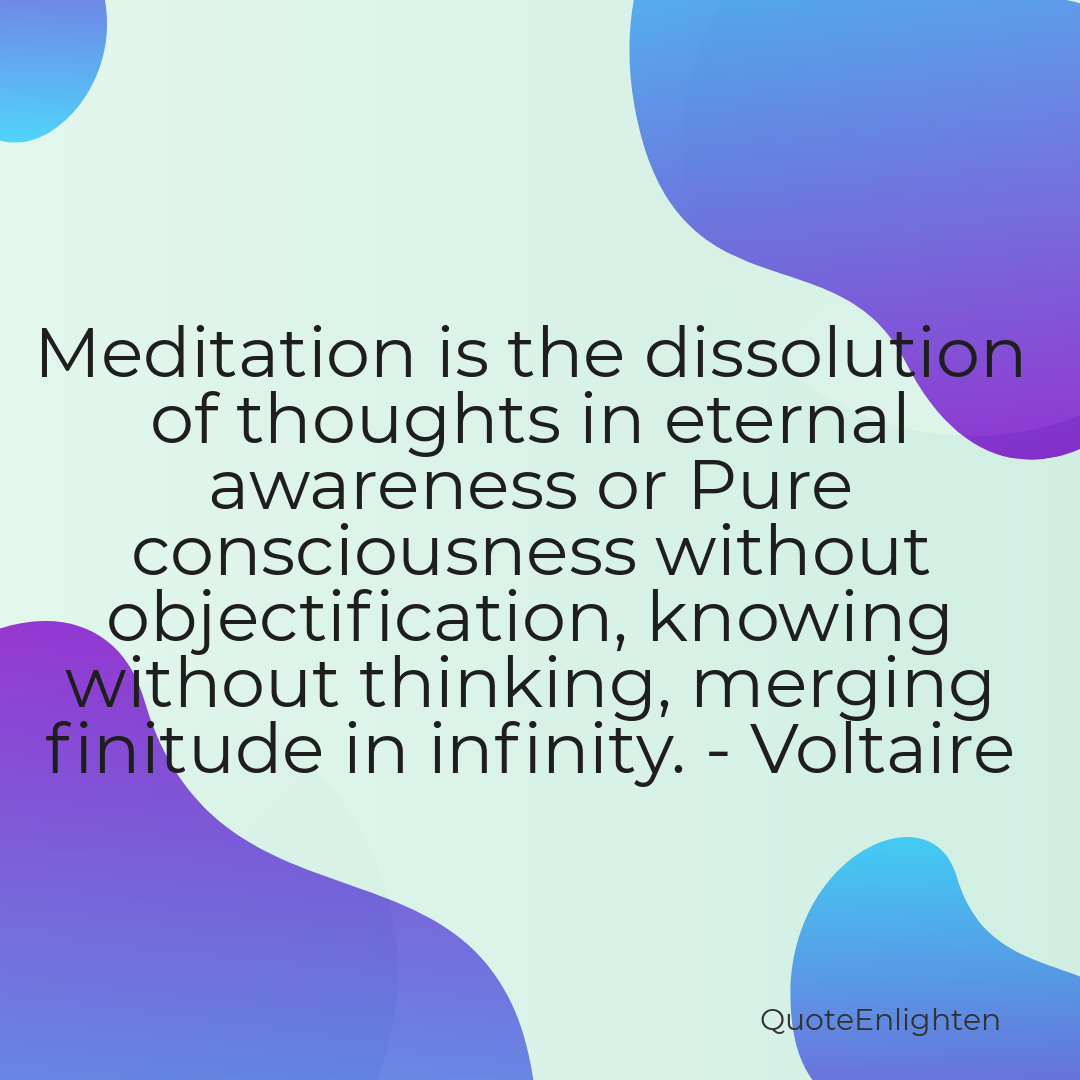 Meditation is the dissolution
of thoughts in eternal
awareness or Pure
consciousness without
objectification, knowing
without thinking, merging
finitude in infinity. - Voltaire
QuoteEnlighten